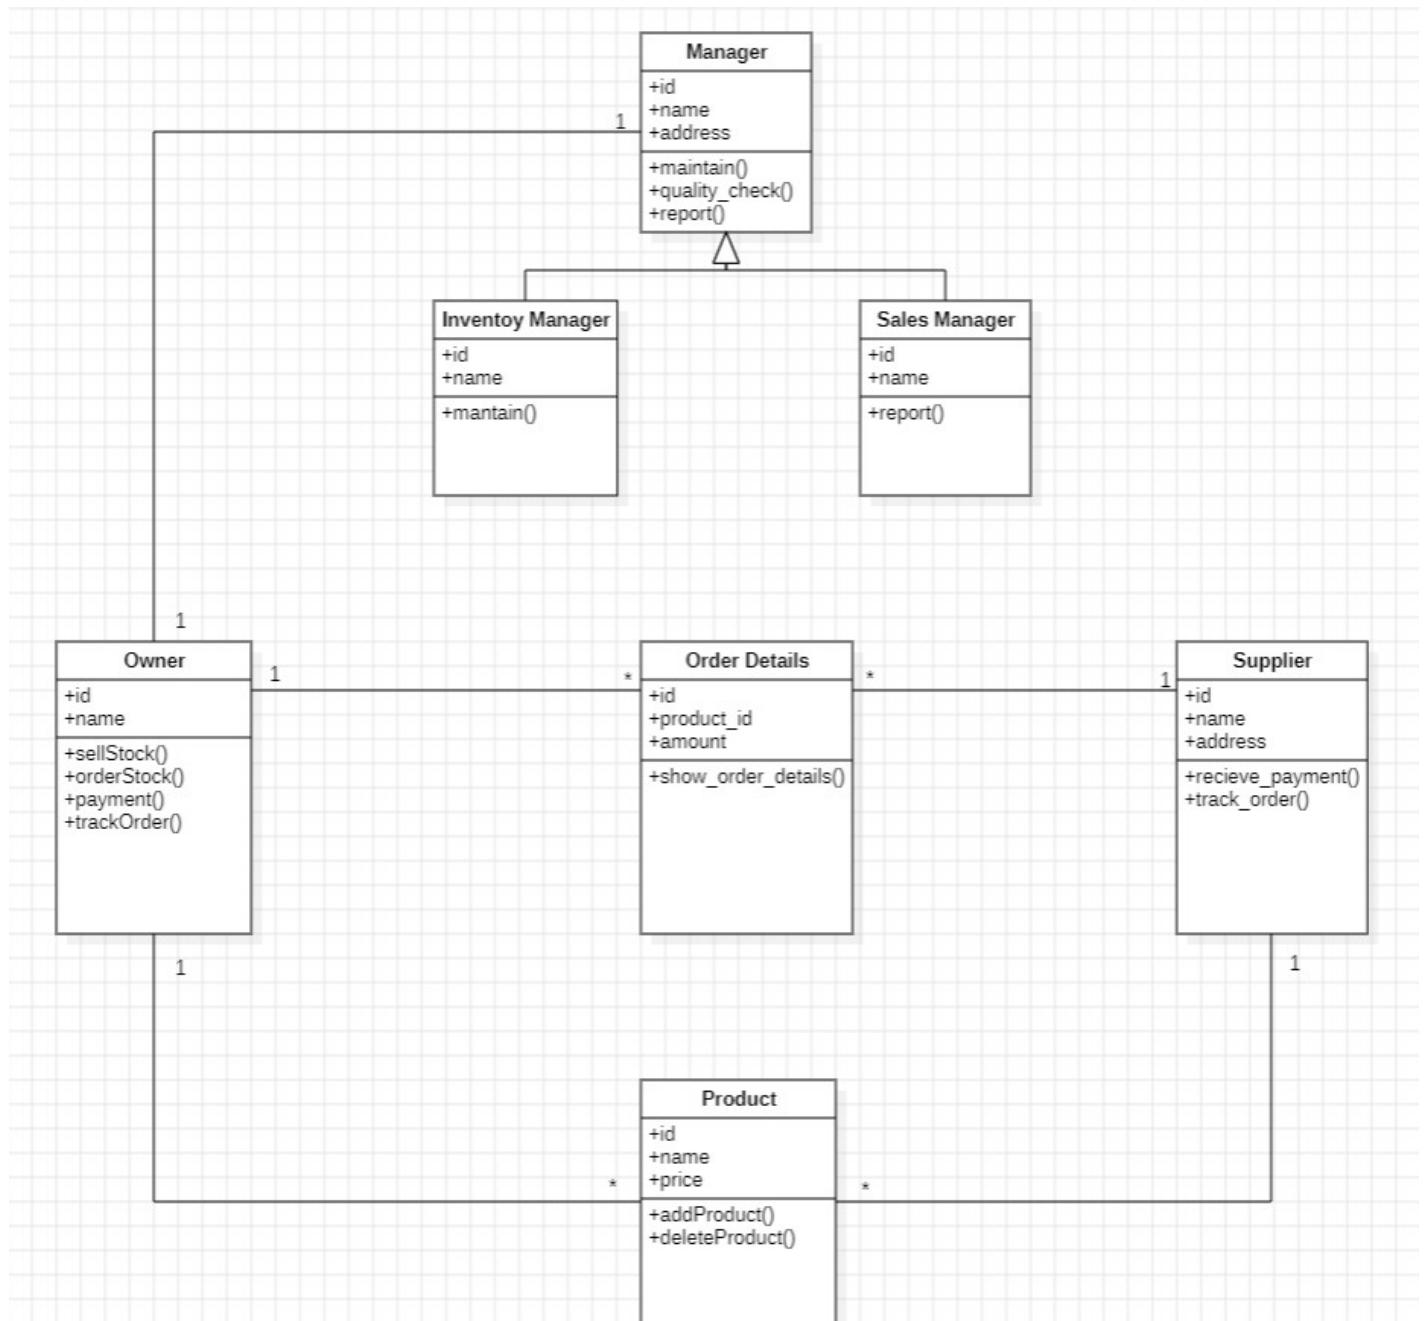 Manager
+id
+name
+address
+maintain()
+quality_check()
+report()
1
Inventoy Manager
+id
+name
+mantain()
Sales Manager
+id
+name
+report()
1
Owner
+id
+name
+sellStock()
+orderStock()
+payment()
+trackOrder()
1
*
Order Details
+id
+product_id
+amount
+show_order_details()
*
1
Supplier
+id
+name
+address
+recieve_payment()
+track_order()
1
1
Product
+id
+name
+price
+addProduct()
+deleteProduct()
*
*